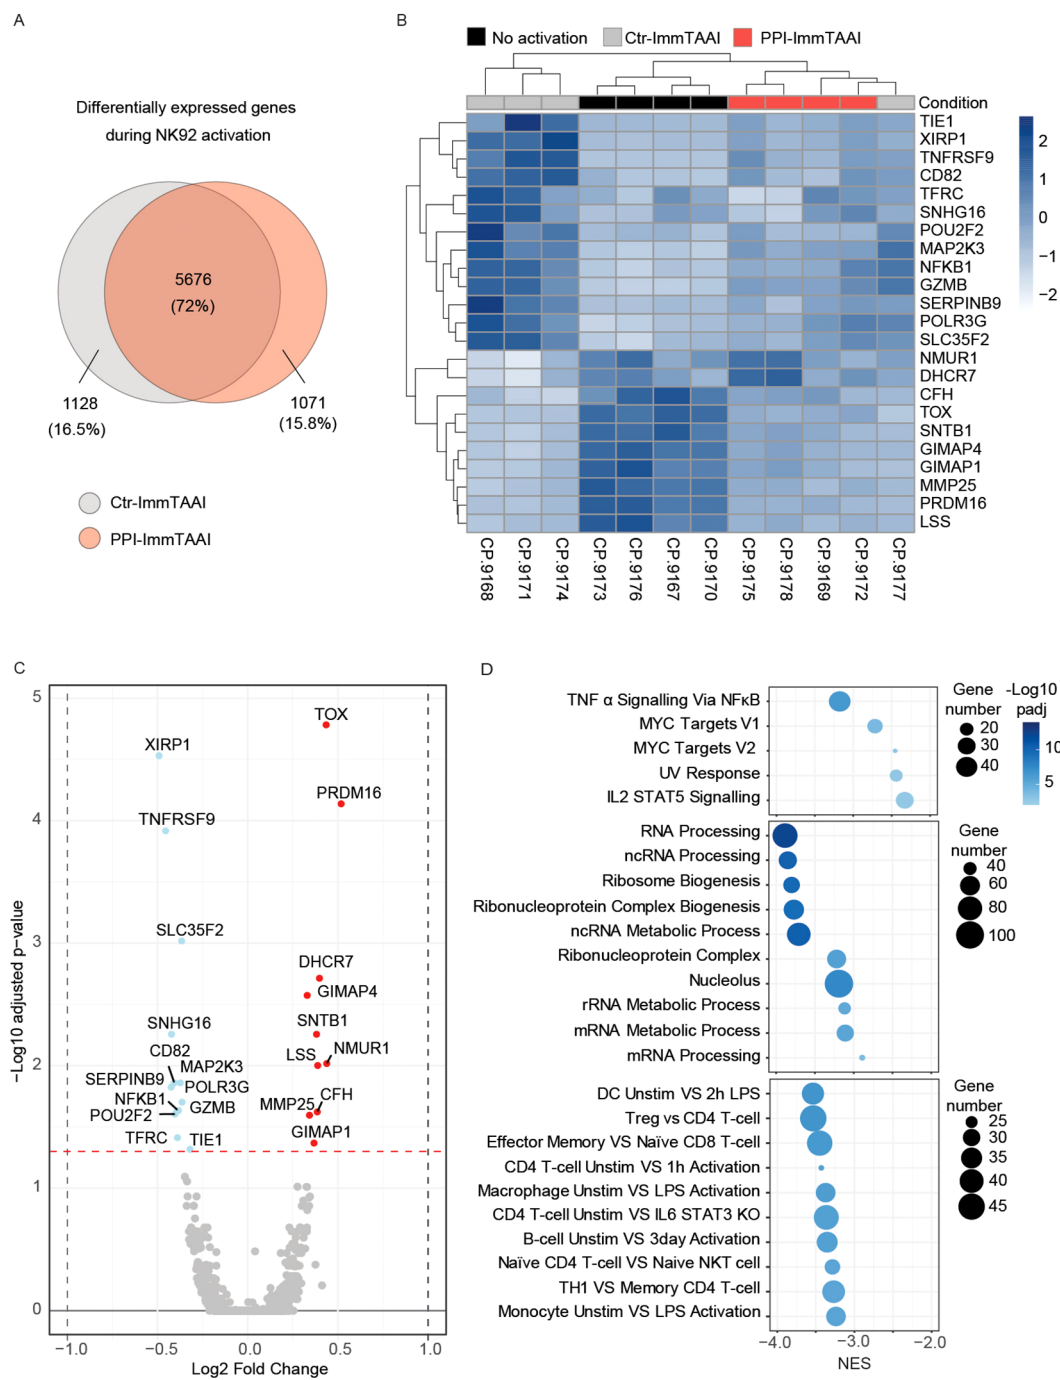 A
Differentially expressed genes
during NK92 activation
5676
(72%)
1128
(16.5%)
1071
(15.8%)
Ctr-ImmTAAI
PPI-ImmTAAI
B
No activation
Ctr-ImmTAAI
PPI-ImmTAAI
Condition
TIE1
XIRP1
TNFRSF9
CD82
TFRC
SNHG16
POU2F2
MAP2K3
NFKB1
GZMB
SERPINB9
POLR3G
SLC35F2
NMUR1
DHCR7
CFH
TOX
SNTB1
GIMAP4
GIMAP1
MMP25
PRDM16
LSS
2
1
0
−1
−2
CP.9168
CP.9171
CP.9174
CP.9173
CP.9176
CP.9167
CP.9170
CP.9175
CP.9178
CP.9169
CP.9172
CP.9177
C
−Log10 adjusted p-value
5
4
3
2
1
0
TOX
XIRP1
PRDM16
TNFRSF9
SLC35F2
DHCR7
GIMAP4
SNHG16
SNTB1
CD82
LSS
NMUR1
MAP2K3
SERPINB9
POLR3G
NFKB1
GZMB
MMP25
CFH
POU2F2
GIMAP1
TFRC
TIE1
−1.0
−0.5
0.0
0.5
1.0
Log2 Fold Change
D
TNF α Signalling Via NFκB
MYC Targets V1
MYC Targets V2
UV Response
IL2 STAT5 Signalling
Gene
number
20
30
40
-Log10
padj
10
5
RNA Processing
ncRNA Processing
Ribosome Biogenesis
Ribonucleoprotein Complex Biogenesis
ncRNA Metabolic Process
Ribonucleoprotein Complex
Nucleolus
rRNA Metabolic Process
mRNA Metabolic Process
mRNA Processing
Gene
number
40
60
80
100
DC Unstim VS 2h LPS
Treg vs CD4 T-cell
Effector Memory VS Naïve CD8 T-cell
CD4 T-cell Unstim VS 1h Activation
Macrophage Unstim VS LPS Activation
CD4 T-cell Unstim VS IL6 STAT3 KO
B-cell Unstim VS 3day Activation
Naïve CD4 T-cell VS Naive NKT cell
TH1 VS Memory CD4 T-cell
Monocyte Unstim VS LPS Activation
Gene
number
25
30
35
40
45
−4.0
−3.0
−2.0
NES